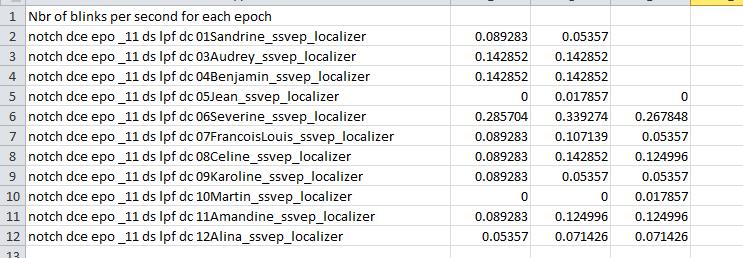 1 Nbr of blinks per second for each epoch
2 notch dce epo _11 ds lpf dc 01Sandrine_ssvep_localizer 0.089283 0.05357
3 notch dce epo _11 ds lpf dc 03Audrey_ssvep_localizer 0.142852 0.142852
4 notch dce epo _11 ds lpf dc 04Benjamin_ssvep_localizer 0.142852 0.142852
5 notch dce epo _11 ds lpf dc 05Jean_ssvep_localizer 0 0.017857 0
6 notch dce epo _11 ds lpf dc 06Severine_ssvep_localizer 0.285704 0.339274 0.267848
7 notch dce epo _11 ds lpf dc 07FrancoisLouis_ssvep_localizer 0.089283 0.107139 0.05357
8 notch dce epo _11 ds lpf dc 08Celine_ssvep_localizer 0.089283 0.142852 0.124996
9 notch dce epo _11 ds lpf dc 09Karoline_ssvep_localizer 0.089283 0.05357 0.05357
10 notch dce epo _11 ds lpf dc 10Martin_ssvep_localizer 0 0 0.017857
11 notch dce epo _11 ds lpf dc 11Amandine_ssvep_localizer 0.089283 0.124996 0.124996
12 notch dce epo _11 ds lpf dc 12Alina_ssvep_localizer 0.05357 0.071426 0.071426
13